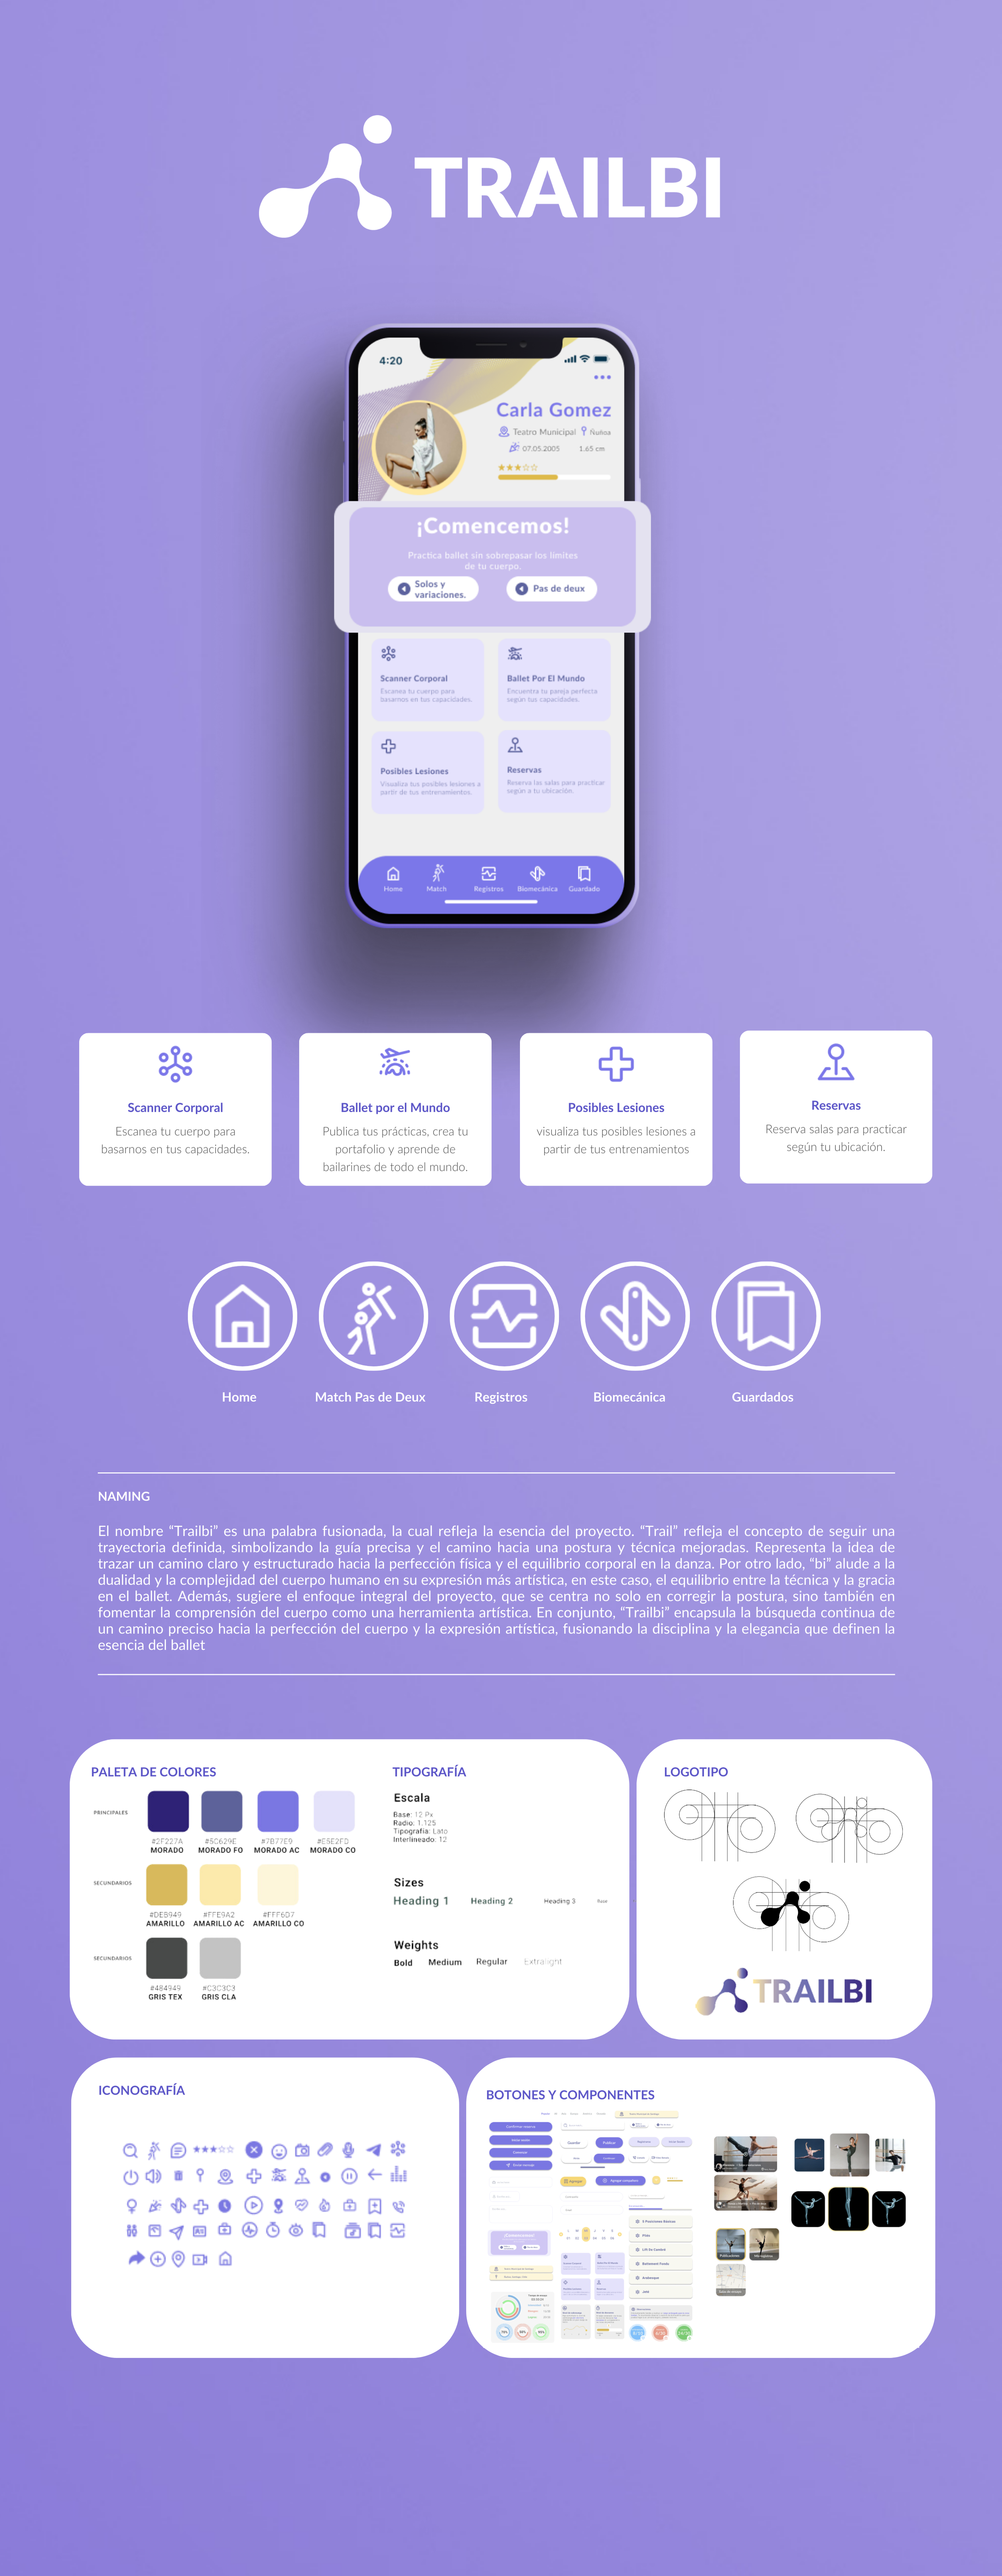 TRAILBI
4:20
Carla Gomez
Teatro Municipal Ñuñoa
07.05.2005 1.65 cm
¡Comencemos!
Practica ballet sin sobrepasar los límites
de tu cuerpo.
Solos y
variaciones.
Pas de deux
Scanner Corporal
Escanea tu cuerpo para
basarnos en tus capacidades.
Ballet Por El Mundo
Encuentra tu pareja perfecta
según tus capacidades.
Posibles Lesiones
Visualiza tus posibles lesiones a
partir de tus entrenamientos.
Reservas
Reserva las salas para practicar
según a tu ubicación.
Home Match Registros Biomecánica Guardado
Scanner Corporal
Escanea tu cuerpo para
basarnos en tus capacidades.
Ballet por el Mundo
Publica tus prácticas, crea tu
portafolio y aprende de
bailarines de todo el mundo.
Posibles Lesiones
visualiza tus posibles lesiones a
partir de tus entrenamientos
Reservas
Reserva salas para practicar
según tu ubicación.
Home Match Pas de Deux Registros Biomecánica Guardados
NAMING
El nombre “Trailbi” es una palabra fusionada, la cual refleja la esencia del proyecto. “Trail” refleja el concepto de seguir una
trayectoria definida, simbolizando la guía precisa y el camino hacia una postura y técnica mejoradas. Representa la idea de
trazar un camino claro y estructurado hacia la perfección física y el equilibrio corporal en la danza. Por otro lado, “bi” alude a la
dualidad y la complejidad del cuerpo humano en su expresión más artística, en este caso, el equilibrio entre la técnica y la gracia
en el ballet. Además, sugiere el enfoque integral del proyecto, que se centra no solo en corregir la postura, sino también en
fomentar la comprensión del cuerpo como una herramienta artística. En conjunto, “Trailbi” encapsula la búsqueda continua de
un camino preciso hacia la perfección del cuerpo y la expresión artística, fusionando la disciplina y la elegancia que definen la
esencia del ballet
PALETA DE COLORES
PRINCIPALES
#2F227A #5C629E #7B77E9 #E5E2FD
MORADO MORADO FO MORADO AC MORADO CO
SECUNDARIOS
#DEB949 #FFE9A2 #FFF6D7
AMARILLO AMARILLO AC AMARILLO CO
SECUNDARIOS
#484949 #C3C3C3
GRIS TEX GRIS CLA
TIPOGRAFÍA
Escala
Base: 12 Px
Radio: 1.125
Tipografía: Lato
Interlineado: 12
Sizes
Heading 1 Heading 2 Heading 3 Base
Weights
Bold Medium Regular Extralight
LOGOTIPO
TRAILBI
ICONOGRAFÍA
BOTONES Y COMPONENTES
Guardar
Publicar
5 Posiciones Básicas
Plié
Battement Fondu
Arabesque